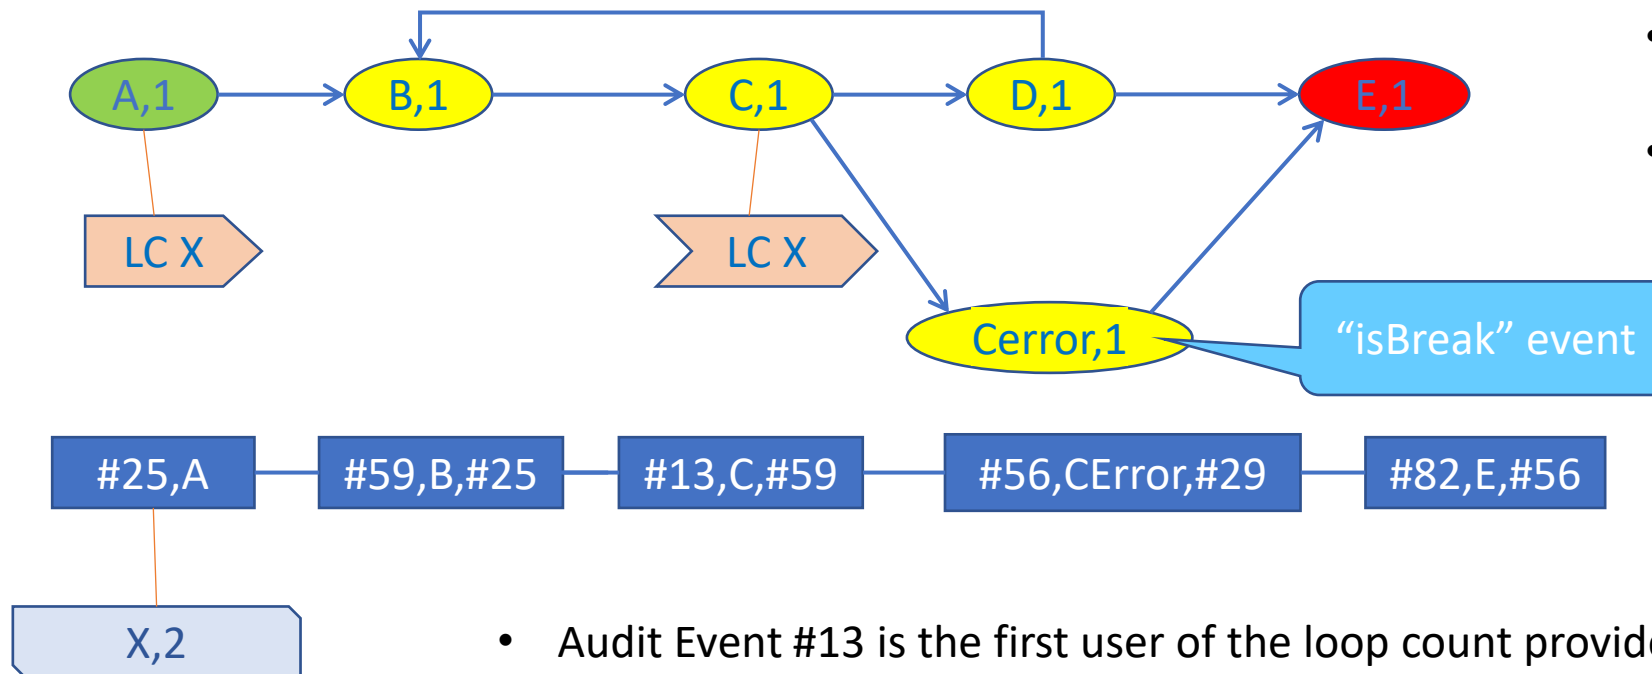 A,1
B,1
C,1
D,1
E,1
LC X
LC X
Cerror,1
“isBreak” event
#25,A
#59,B,#25
#13,C,#59
#56,CError,#29
#82,E,#56
X,2
• Audit Event #13 is the first user of the loop count provide